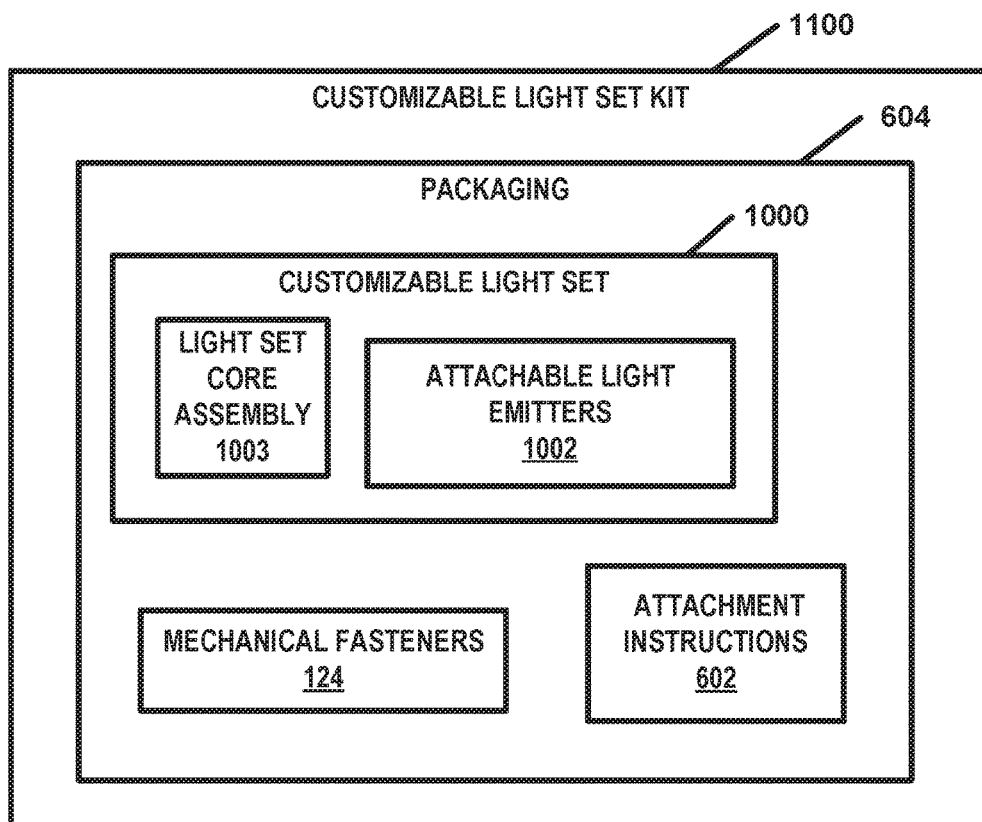 1100
CUSTOMIZABLE LIGHT SET KIT
604
PACKAGING
1000
CUSTOMIZABLE LIGHT SET
LIGHT SET
CORE
ASSEMBLY
1003
ATTACHABLE LIGHT
EMITTERS
1002
MECHANICAL FASTENERS
124
ATTACHMENT
INSTRUCTIONS
602